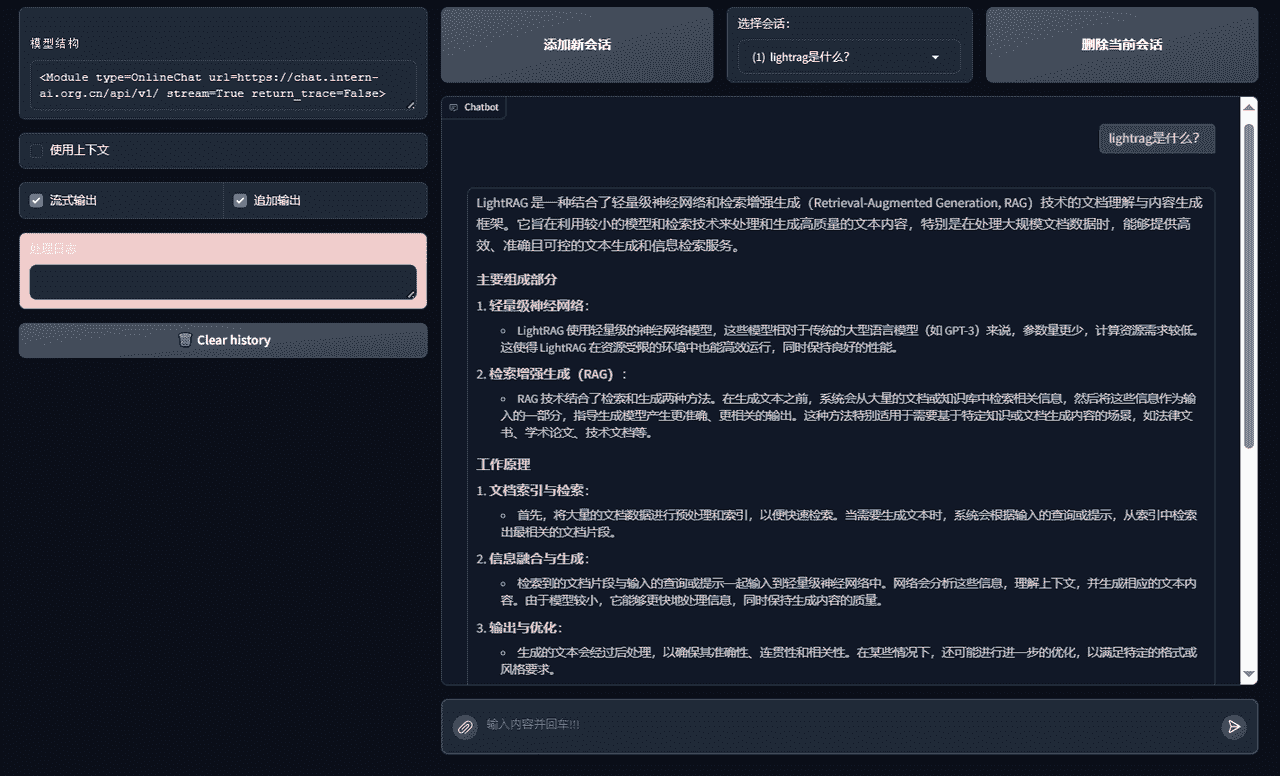 模型结构
<Module type=OnlineChat url=https://chat.intern-
ai.org.cn/api/v1/ stream=True return_trace=False>
使用上下文
流式输出
追加输出
处理日志
Clear history
添加新会话
选择会话:
(1) lightrag是什么?
删除当前会话
Chatbot
lightrag是什么?
LightRAG 是一种结合了轻量级神经网络和检索增强生成（Retrieval-Augmented Generation, RAG）技术的文档理解与内容生成
框架。它旨在利用较小的模型和检索技术来处理和生成高质量的文本内容，特别是在处理大规模文档数据时，能够提供高
效、准确且可控的文本生成和信息检索服务。
主要组成部分
1. 轻量级神经网络：
LightRAG 使用轻量级的神经网络模型，这些模型相对于传统的大型语言模型（如 GPT-3）来说，参数量更少，计算资源需求较低。
这使得 LightRAG 在资源受限的环境中也能高效运行，同时保持良好的性能。
2. 检索增强生成（RAG）：
RAG 技术结合了检索和生成两种方法。在生成文本之前，系统会从大量的文档或知识库中检索相关信息，然后将这些信息作为输
入的一部分，指导生成模型产生更准确、更相关的输出。这种方法特别适用于需要基于特定知识或文档生成内容的场景，如法律文
书、学术论文、技术文档等。
工作原理
1. 文档索引与检索：
首先，将大量的文档数据进行预处理和索引，以便快速检索。当需要生成文本时，系统会根据输入的查询或提示，从索引中检索
出最相关的文档片段。
2. 信息融合与生成：
检索到的文档片段与输入的查询或提示一起输入到轻量级神经网络中。网络会分析这些信息，理解上下文，并生成相应的文本内
容。由于模型较小，它能够更快地处理信息，同时保持生成内容的质量。
3. 输出与优化：
生成的文本会经过后处理，以确保其准确性、连贯性和相关性。在某些情况下，还可能进行进一步的优化，以满足特定的格式或
风格要求。
输入内容并回车!!!